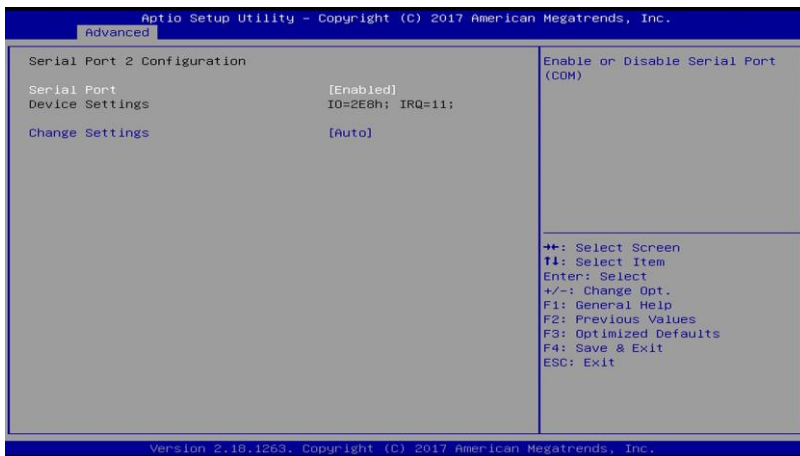 Aptio Setup Utility – Copyright (C) 2017 American Megatrends, Inc.
Advanced
Serial Port 2 Configuration
Serial Port [Enabled]
Device Settings IO=2E8h; IRQ=11;
Change Settings [Auto]
Enable or Disable Serial Port
(COM)
→←: Select Screen
↑↓: Select Item
Enter: Select
+/-: Change Opt.
F1: General Help
F2: Previous Values
F3: Optimized Defaults
F4: Save & Exit
ESC: Exit
Version 2.18.1263. Copyright (C) 2017 American Megatrends, Inc.